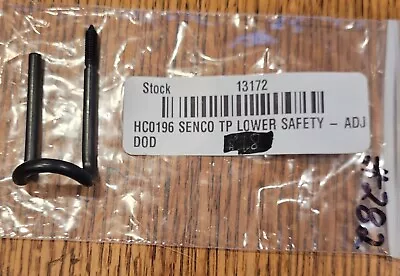 Stock 13172
HC0196 SENCO TP LOWER SAFETY - ADJ
DOD
#282